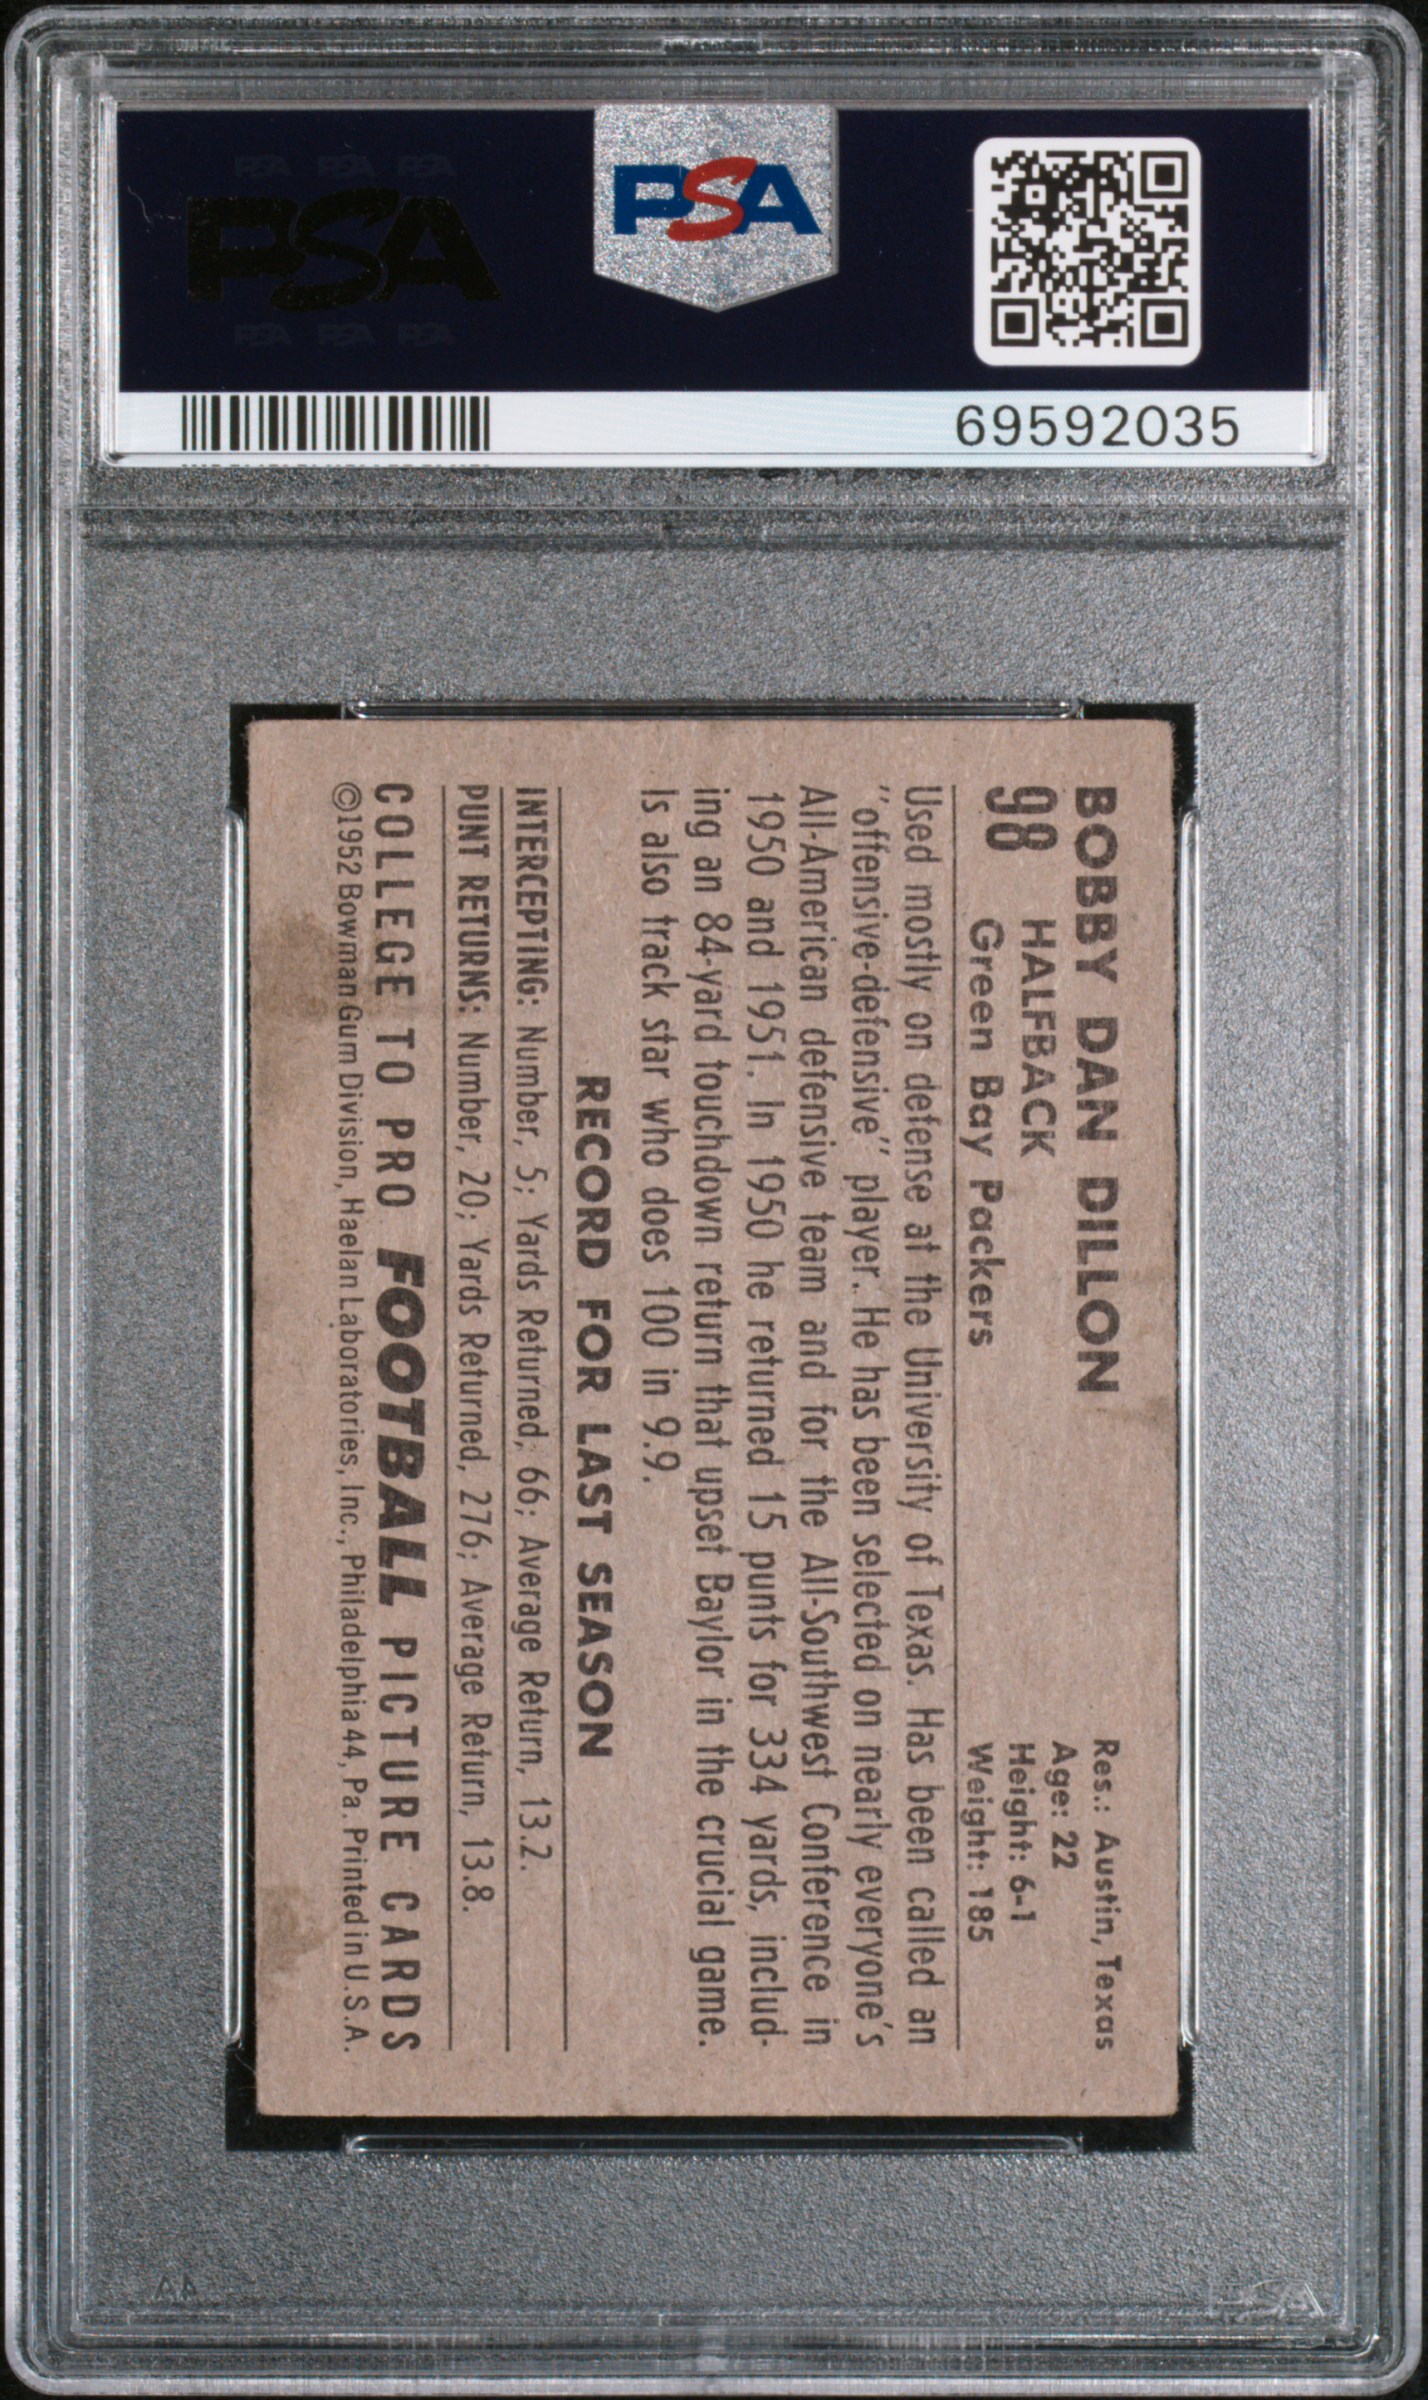 PSA PSA PSA
PSA
PSA PSA PSA
PSA
69592035
BOBBY DAN DILLON
98 HALFBACK
Green Bay Packers
Res.: Austin, Texas
Age: 22
Height: 6-1
Weight: 185
Used mostly on defense at the University of Texas. Has been called an
"offensive-defensive" player. He has been selected on nearly everyone's
All-American defensive team and for the All-Southwest Conference in
1950 and 1951. In 1950 he returned 15 punts for 334 yards, includ-
ing an 84-yard touchdown return that upset Baylor in the crucial game.
Is also track star who does 100 in 9.9.
RECORD FOR LAST SEASON
INTERCEPTING: Number, 5; Yards Returned, 66; Average Return, 13.2.
PUNT RETURNS: Number, 20; Yards Returned, 276; Average Return, 13.8.
COLLEGE TO PRO FOOTBALL PICTURE CARDS
©1952 Bowman Gum Division, Haelan Laboratories, Inc., Philadelphia 44, Pa. Printed in U.S.A.
PSA